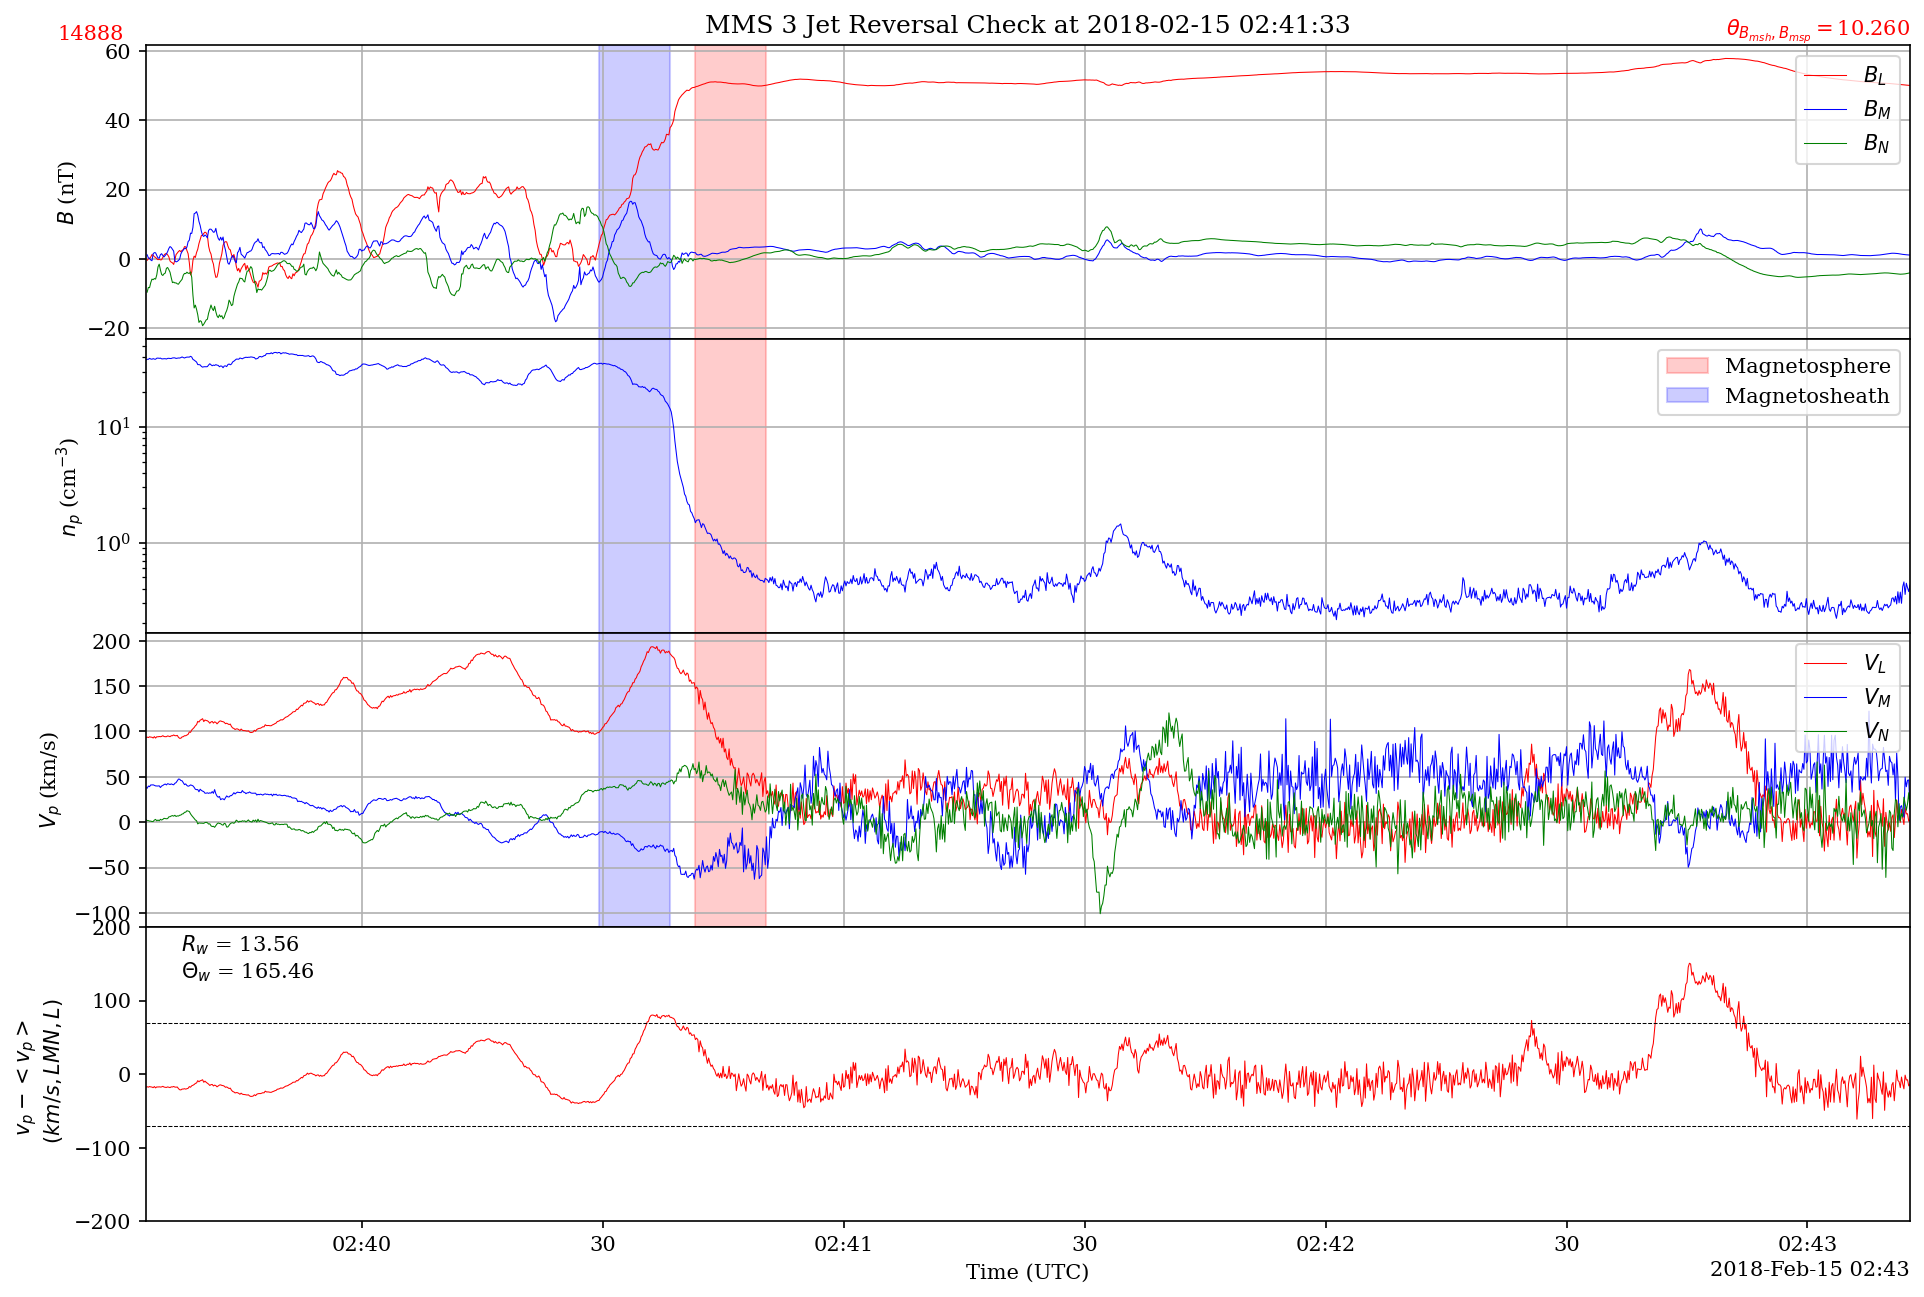 MMS 3 Jet Reversal Check at 2018-02-15 02:41:33
14888
θ_{B_{msh}, B_{msp}} = 10.260
60
40
20
0
−20
B (nT)
B_L
B_M
B_N
10^1
10^0
n_p (cm^{−3})
Magnetosphere
Magnetosheath
200
150
100
50
0
−50
−100
V_p (km/s)
V_L
V_M
V_N
200
100
0
−100
−200
v_p − < v_p >
(km/s, LMN, L)
R_w = 13.56
Θ_w = 165.46
02:40
30
02:41
30
02:42
30
02:43
Time (UTC)
2018-Feb-15 02:43